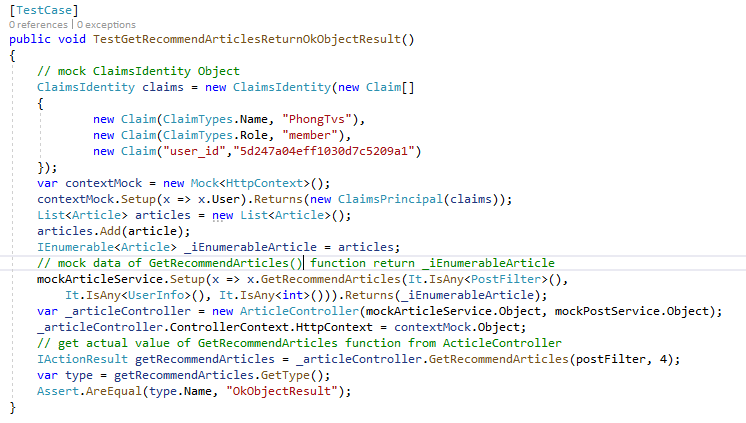 [TestCase]
0 references | 0 exceptions
public void TestGetRecommendArticlesReturnOkObjectResult()
{
    // mock ClaimsIdentity Object
    ClaimsIdentity claims = new ClaimsIdentity(new Claim[]
    {
            new Claim(ClaimTypes.Name, "PhongTvs"),
            new Claim(ClaimTypes.Role, "member"),
            new Claim("user_id","5d247a04eff1030d7c5209a1")
    });
    var contextMock = new Mock<HttpContext>();
    contextMock.Setup(x => x.User).Returns(new ClaimsPrincipal(claims));
    List<Article> articles = new List<Article>();
    articles.Add(article);
    IEnumerable<Article> _iEnumerableArticle = articles;
    // mock data of GetRecommendArticles() function return _iEnumerableArticle
    mockArticleService.Setup(x => x.GetRecommendArticles(It.IsAny<PostFilter>(),
        It.IsAny<UserInfo>(), It.IsAny<int>())).Returns(_iEnumerableArticle);
    var _articleController = new ArticleController(mockArticleService.Object, mockPostService.Object);
    _articleController.ControllerContext.HttpContext = contextMock.Object;
    // get actual value of GetRecommendArticles function from ActicleController
    IActionResult getRecommendArticles = _articleController.GetRecommendArticles(postFilter, 4);
    var type = getRecommendArticles.GetType();
    Assert.AreEqual(type.Name, "OkObjectResult");
}